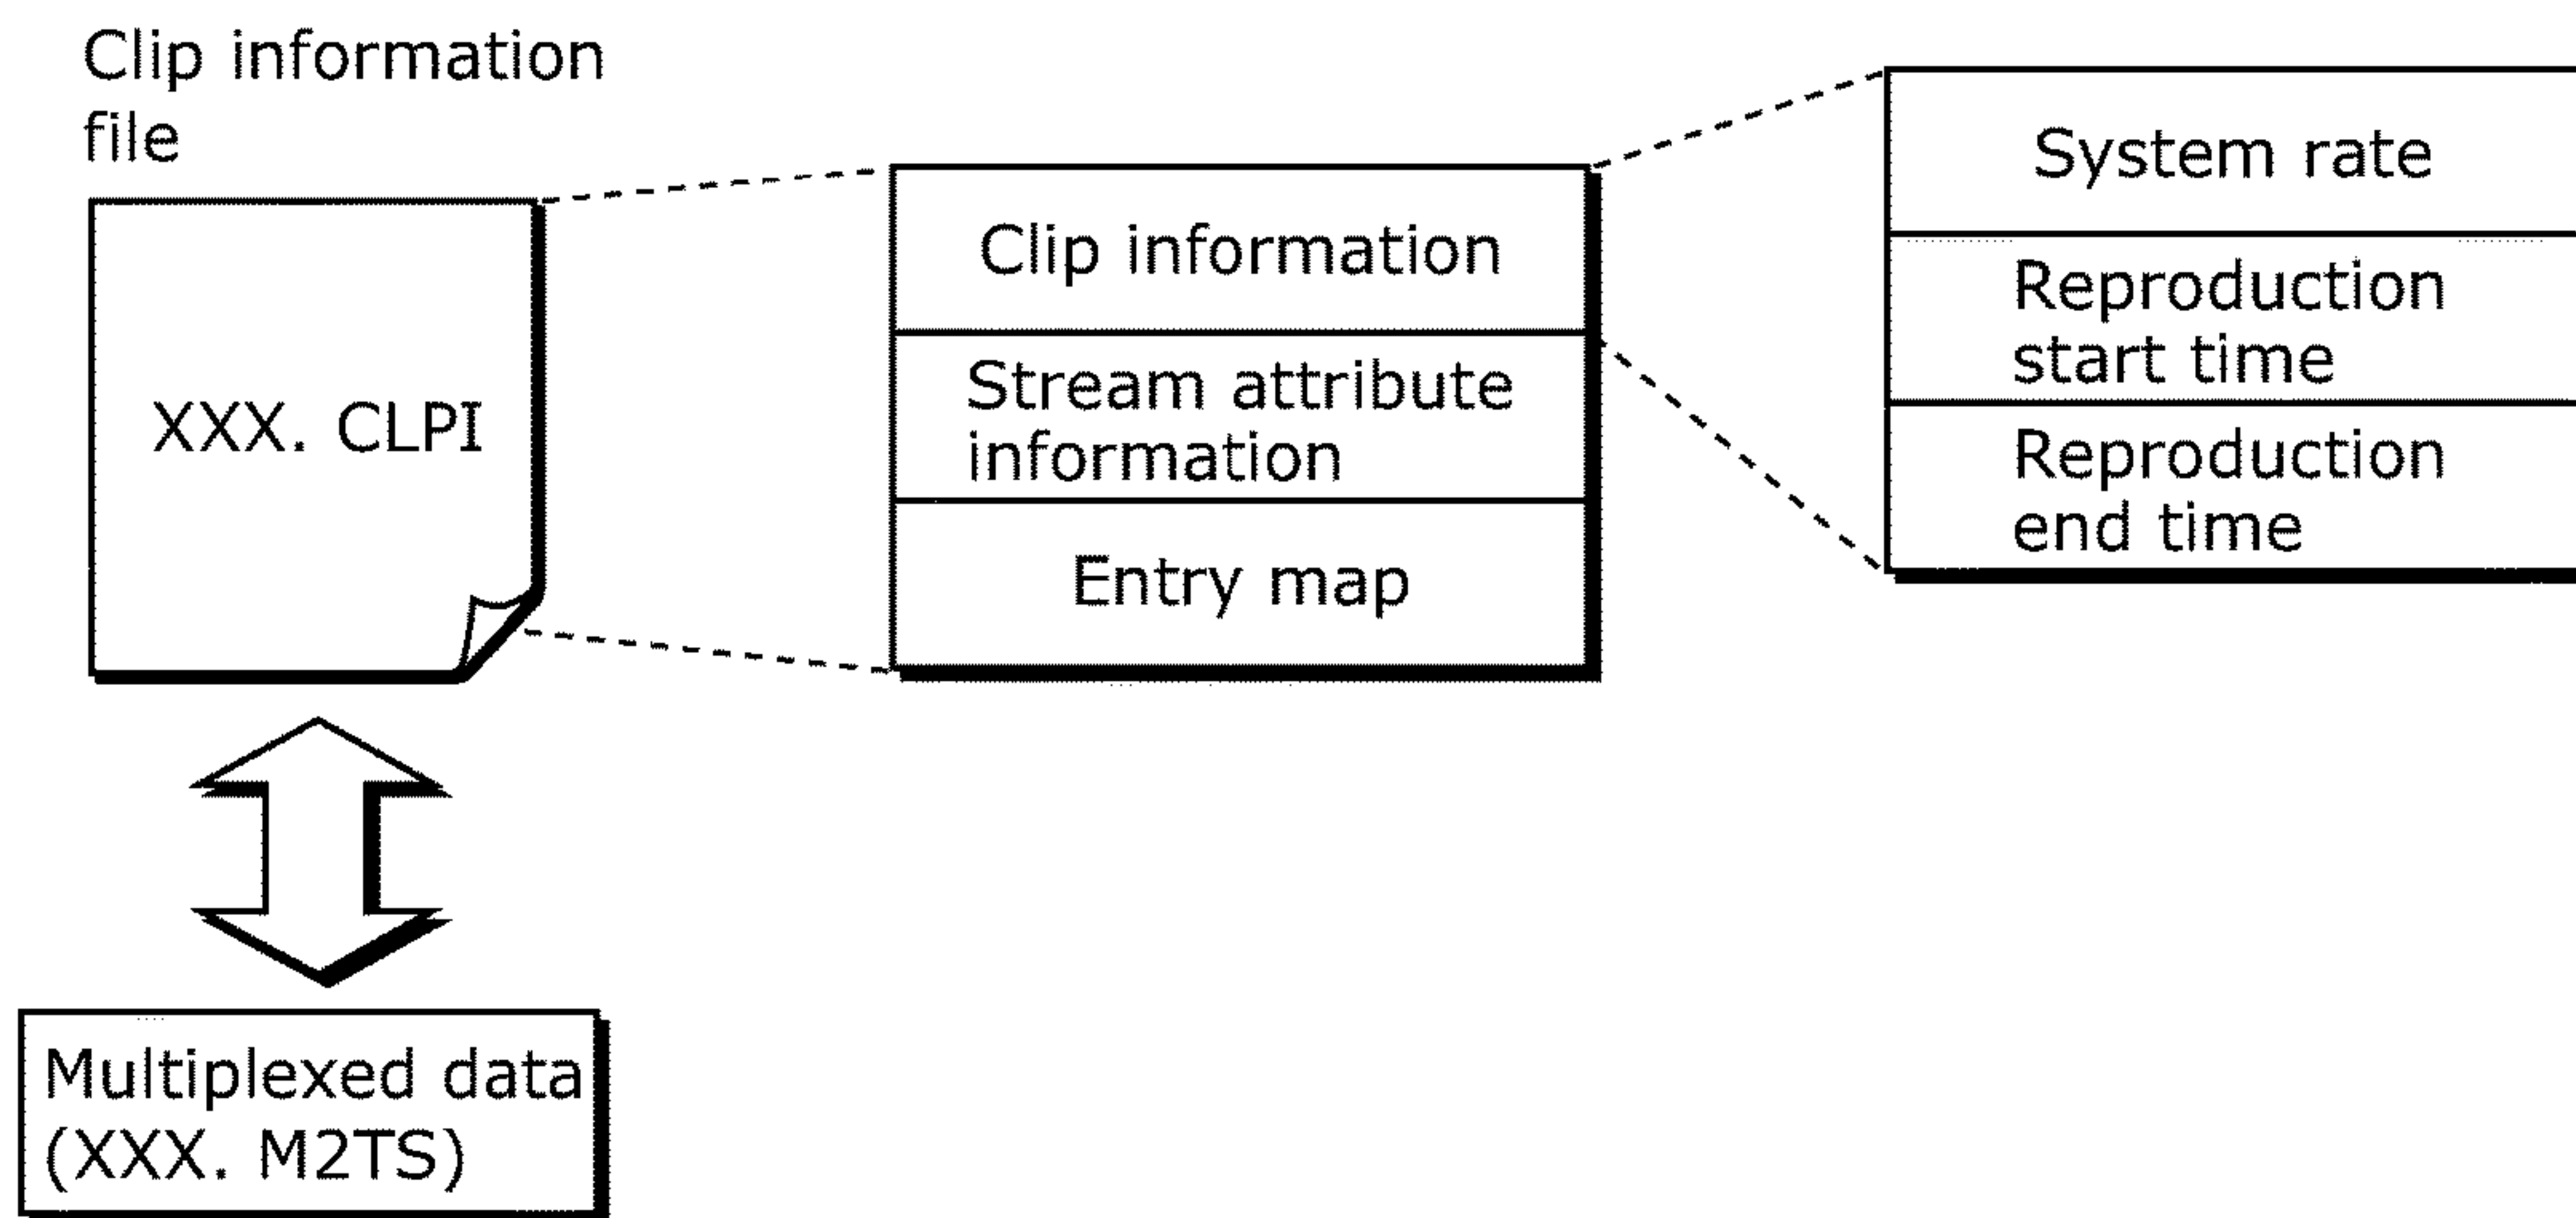 Clip information
file
XXX. CLPI
Multiplexed data
(XXX. M2TS)
Clip information
Stream attribute
information
Entry map
System rate
Reproduction
start time
Reproduction
end time